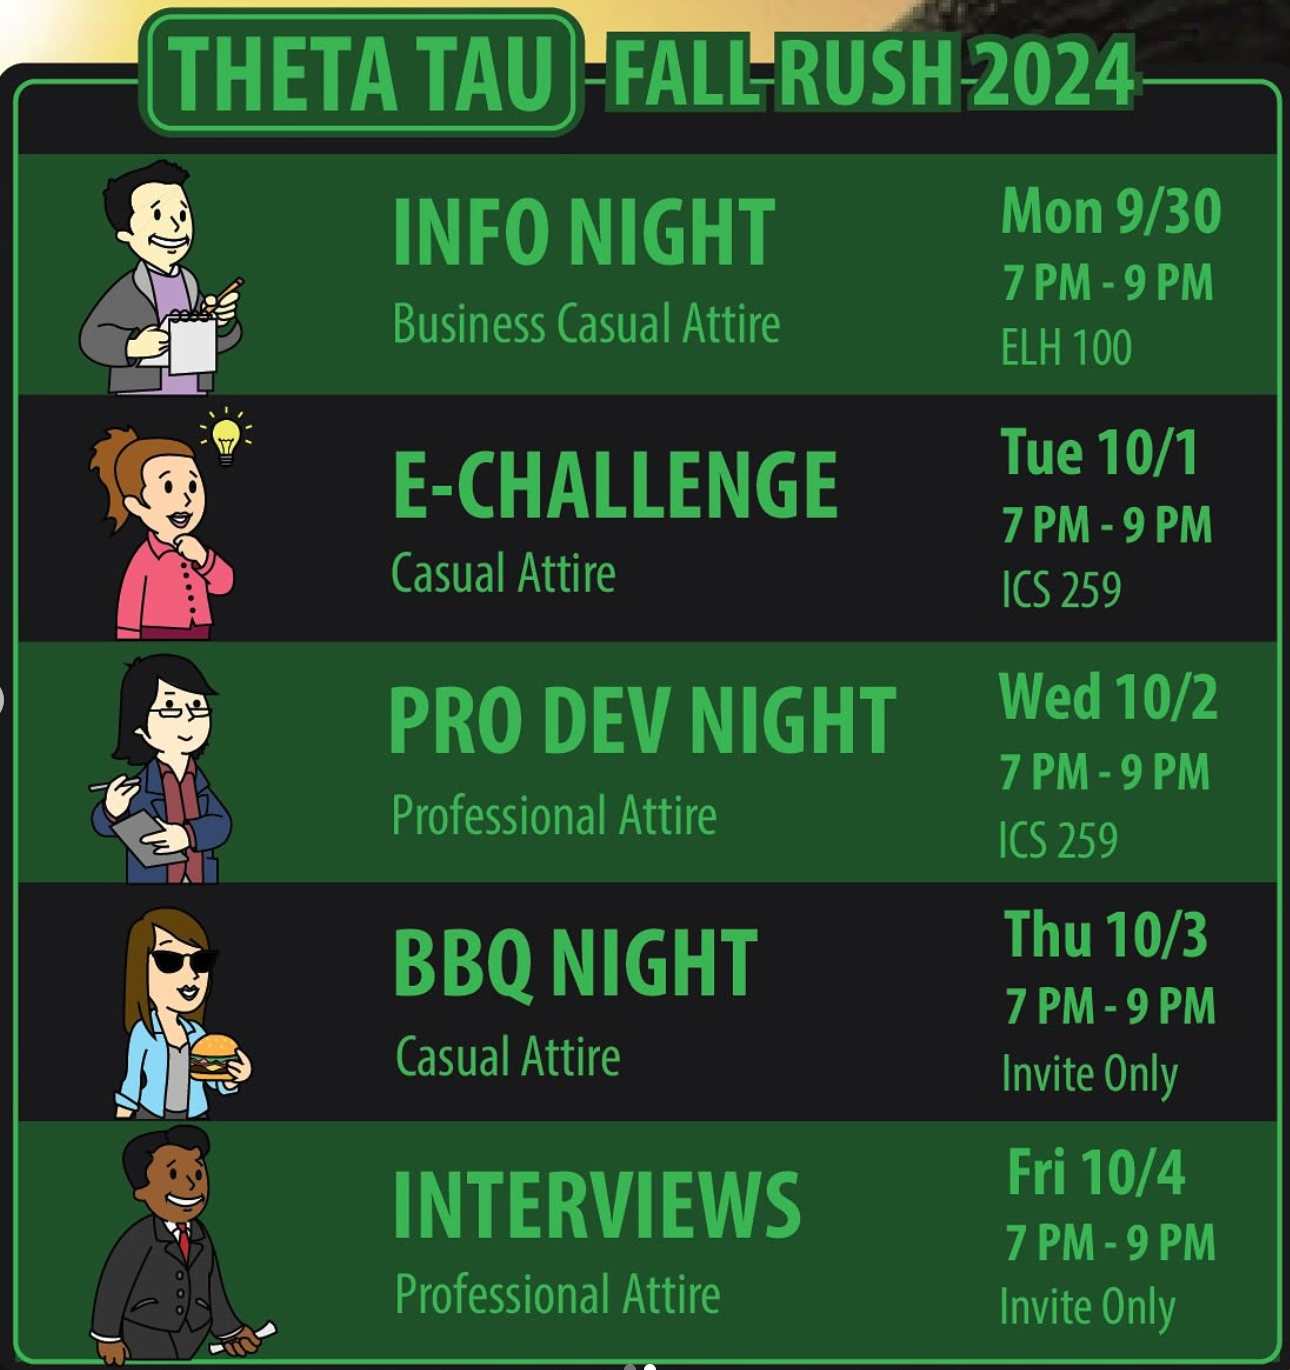 THETA TAU FALL RUSH 2024
INFO NIGHT
Business Casual Attire
Mon 9/30
7 PM - 9 PM
ELH 100
E-CHALLENGE
Casual Attire
Tue 10/1
7 PM - 9 PM
ICS 259
PRO DEV NIGHT
Professional Attire
Wed 10/2
7 PM - 9 PM
ICS 259
BBQ NIGHT
Casual Attire
Thu 10/3
7 PM - 9 PM
Invite Only
INTERVIEWS
Professional Attire
Fri 10/4
7 PM - 9 PM
Invite Only